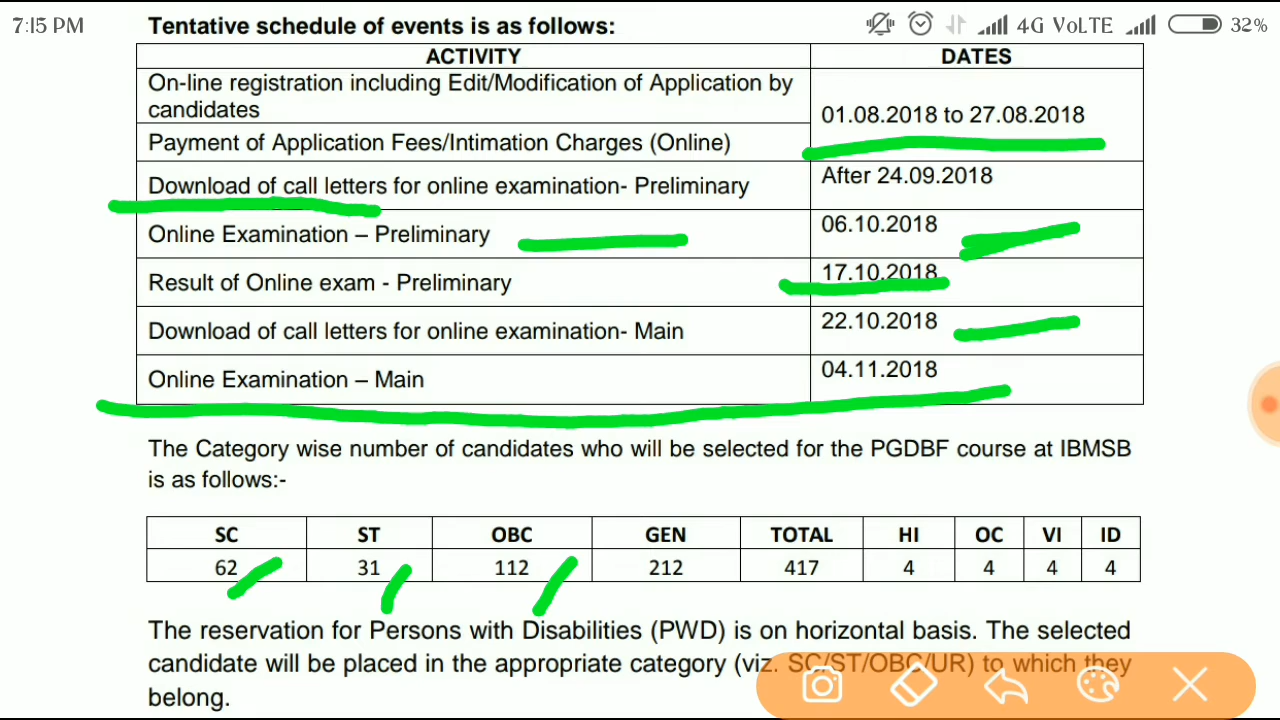 7:15 PM
4G VoLTE
32%
Tentative schedule of events is as follows:
ACTIVITY DATES
On-line registration including Edit/Modification of Application by
candidates
01.08.2018 to 27.08.2018
Payment of Application Fees/Intimation Charges (Online)
Download of call letters for online examination- Preliminary After 24.09.2018
Online Examination – Preliminary 06.10.2018
Result of Online exam - Preliminary 17.10.2018
Download of call letters for online examination- Main 22.10.2018
Online Examination – Main 04.11.2018
The Category wise number of candidates who will be selected for the PGDBF course at IBMSB
is as follows:-
SC ST OBC GEN TOTAL HI OC VI ID
62 31 112 212 417 4 4 4 4
The reservation for Persons with Disabilities (PWD) is on horizontal basis. The selected
candidate will be placed in the appropriate category (viz. SC/ST/OBC/UR) to which they
belong.